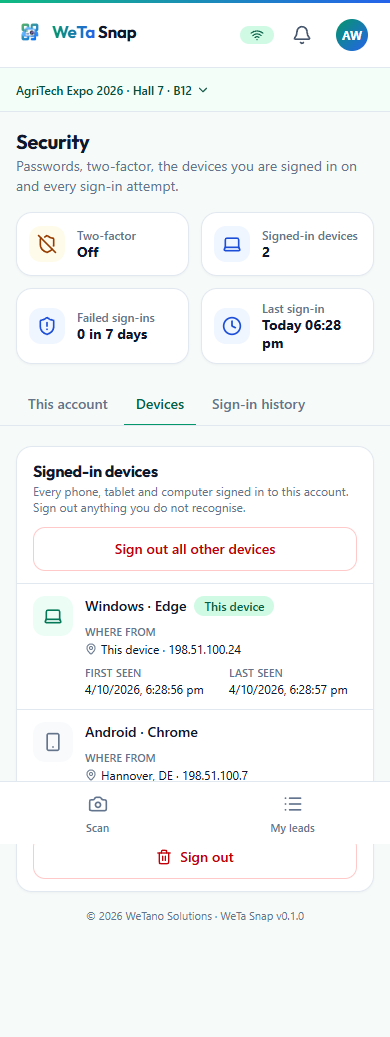 WeTa Snap
AW
AgriTech Expo 2026 · Hall 7 · B12
Security
Passwords, two-factor, the devices you are signed in on
and every sign-in attempt.
Two-factor
Off
Signed-in devices
2
Failed sign-ins
0 in 7 days
Last sign-in
Today 06:28
pm
This account
Devices
Sign-in history
Signed-in devices
Every phone, tablet and computer signed in to this account.
Sign out anything you do not recognise.
Sign out all other devices
Windows · Edge
This device
WHERE FROM
This device · 198.51.100.24
FIRST SEEN
LAST SEEN
4/10/2026, 6:28:56 pm
4/10/2026, 6:28:57 pm
Android · Chrome
WHERE FROM
Hannover, DE · 198.51.100.7
Scan
My leads
Sign out
© 2026 WeTano Solutions · WeTa Snap v0.1.0